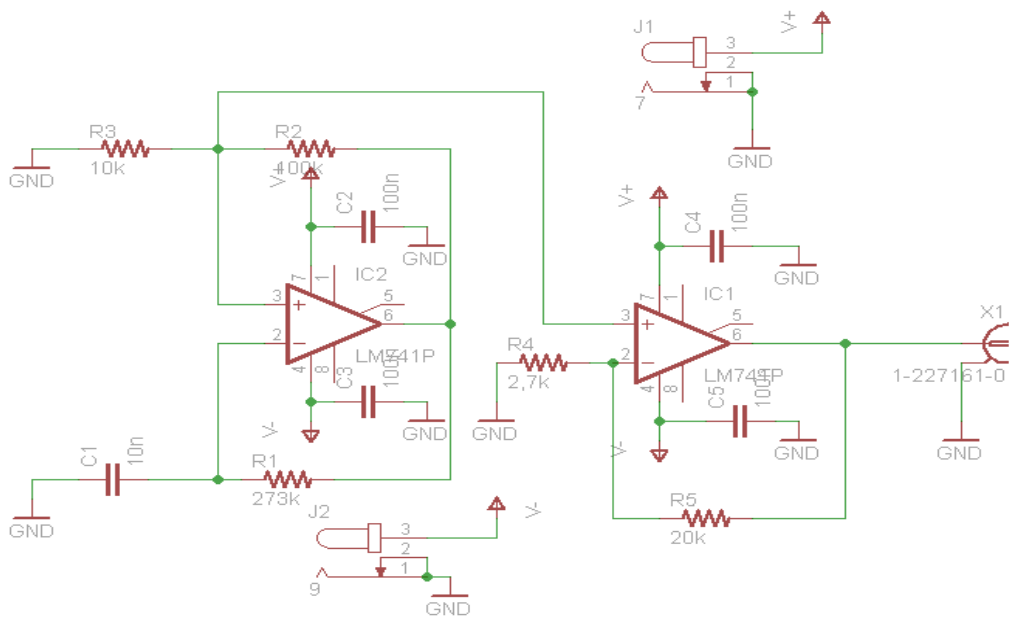 J1
V+
3
2
1
7
GND
R3
10k
GND
R2
400k
V+
C2
100n
GND
7
1
IC2
3
+
5
6
2
-
4
8
LM741P
C3
100n
GND
V-
C1
10n
GND
R1
273k
V+
C4
100n
GND
7
1
IC1
3
+
5
6
2
-
4
8
LM741P
C5
100n
GND
V-
R4
2,7k
GND
R5
20k
X1
1-227161-0
GND
J2
V-
3
2
1
9
GND